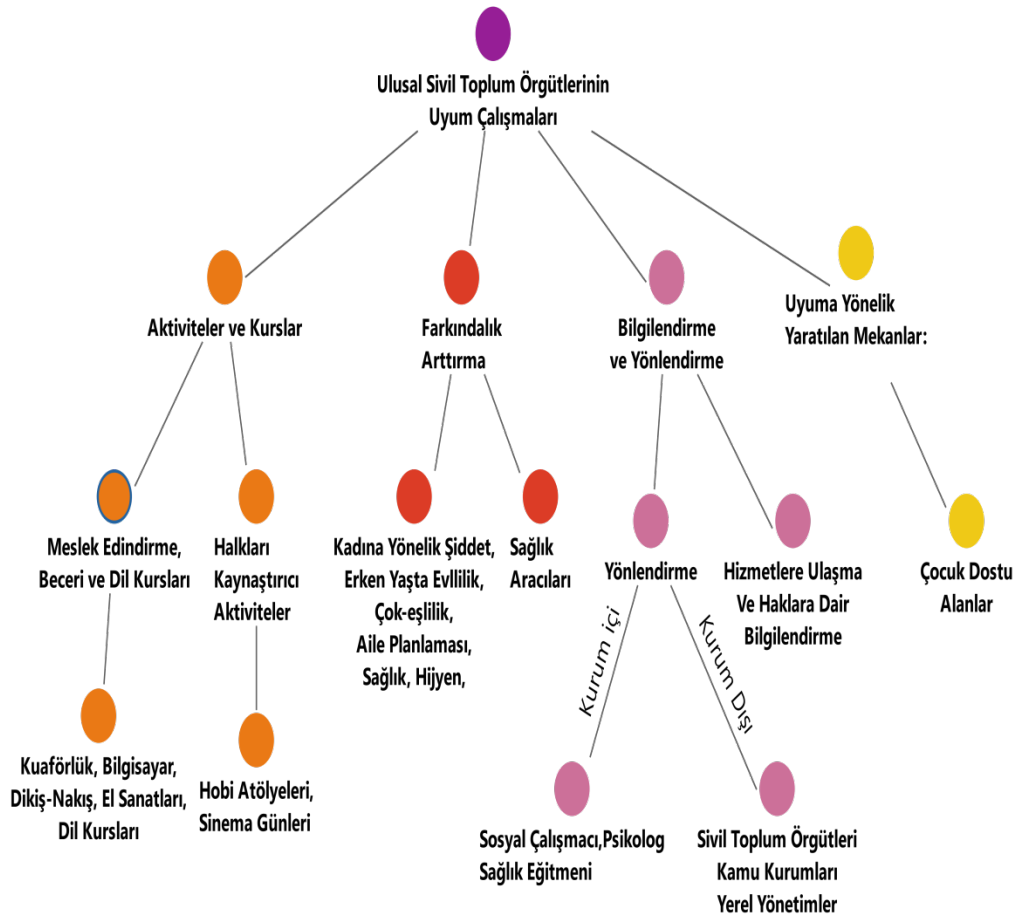 Ulusal Sivil Toplum Örgütlerinin
Uyum Çalışmaları
Aktiviteler ve Kurslar
Farkındalık
Arttırma
Bilgilendirme
ve Yönlendirme
Uyuma Yönelik
Yaratılan Mekanlar:
Meslek Edindirme,
Beceri ve Dil Kursları
Halkları
Kaynaştırıcı
Aktiviteler
Kadına Yönelik Şiddet,
Erken Yaşta Evllilik,
Çok-eşlilik,
Aile Planlaması,
Sağlık, Hijyen,
Sağlık
Aracıları
Yönlendirme
Hizmetlere Ulaşma
Ve Haklara Dair
Bilgilendirme
Çocuk Dostu
Alanlar
Kurum içi
Kurum Dışı
Kuaförlük, Bilgisayar,
Dikiş-Nakış, El Sanatları,
Dil Kursları
Hobi Atölyeleri,
Sinema Günleri
Sosyal Çalışmacı,Psikolog
Sağlık Eğitmeni
Sivil Toplum Örgütleri
Kamu Kurumları
Yerel Yönetimler